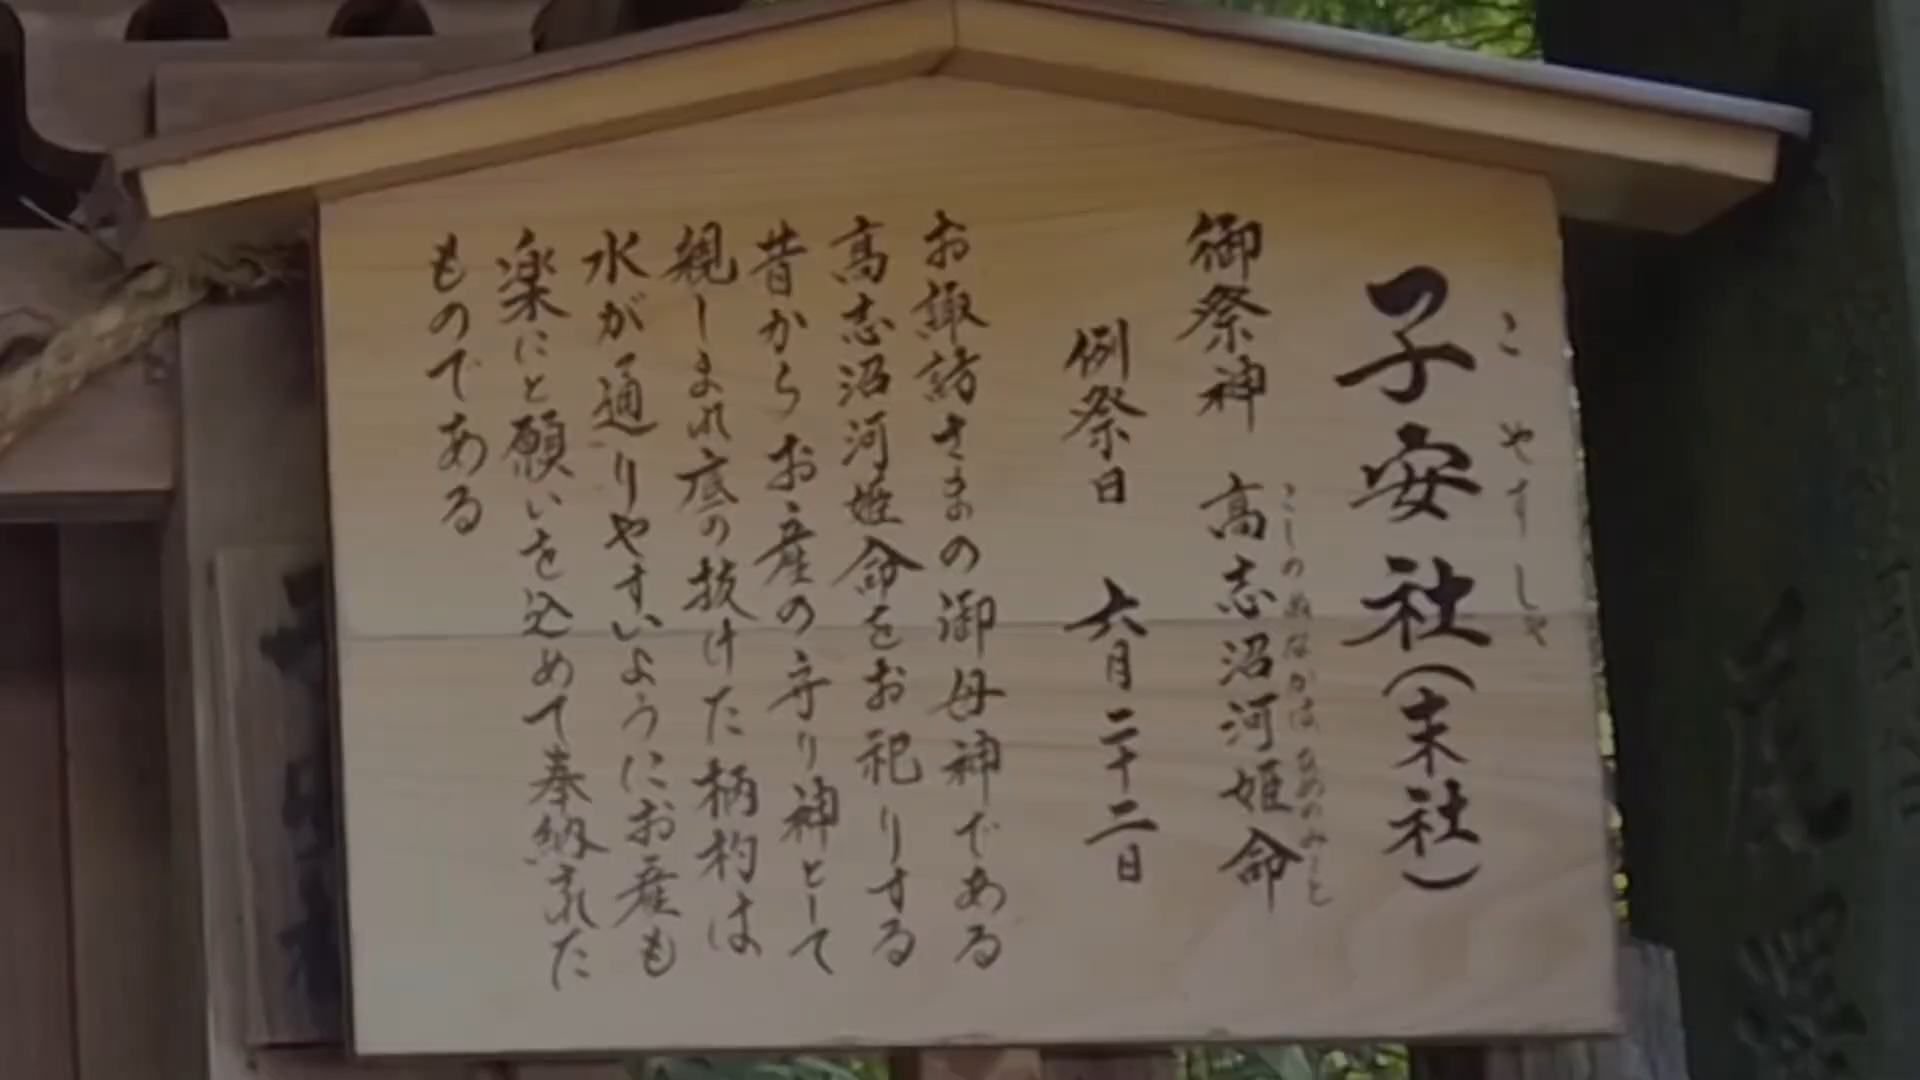 こやすしゃ
子安社(末社)
御祭神 高志沼河姫命
こしのぬなかはひめのみこと
例祭日 六月二十二日
お諏訪さまの御母神である
高志沼河姫命をお祀りする
昔からお産の守り神として
親しまれ底の抜けた柄杓は
水が通りやすいようにお産も
楽にと願いを込めて奉納された
ものである